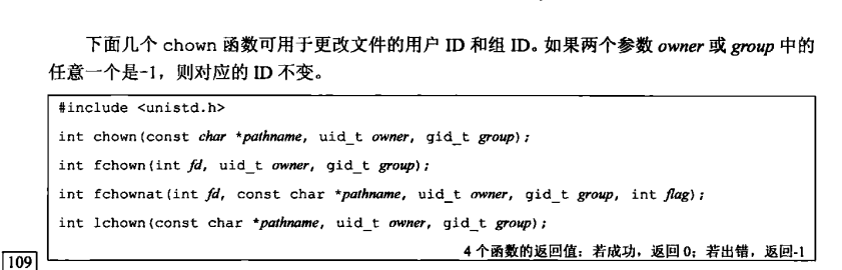 下面几个 chown 函数可用于更改文件的用户 ID 和组 ID。如果两个参数 owner 或 group 中的
任意一个是-1，则对应的 ID 不变。
#include <unistd.h>
int chown(const char *pathname, uid_t owner, gid_t group);
int fchown(int fd, uid_t owner, gid_t group);
int fchownat(int fd, const char *pathname, uid_t owner, gid_t group, int flag);
int lchown(const char *pathname, uid_t owner, gid_t group);
4 个函数的返回值：若成功，返回 0；若出错，返回-1
109